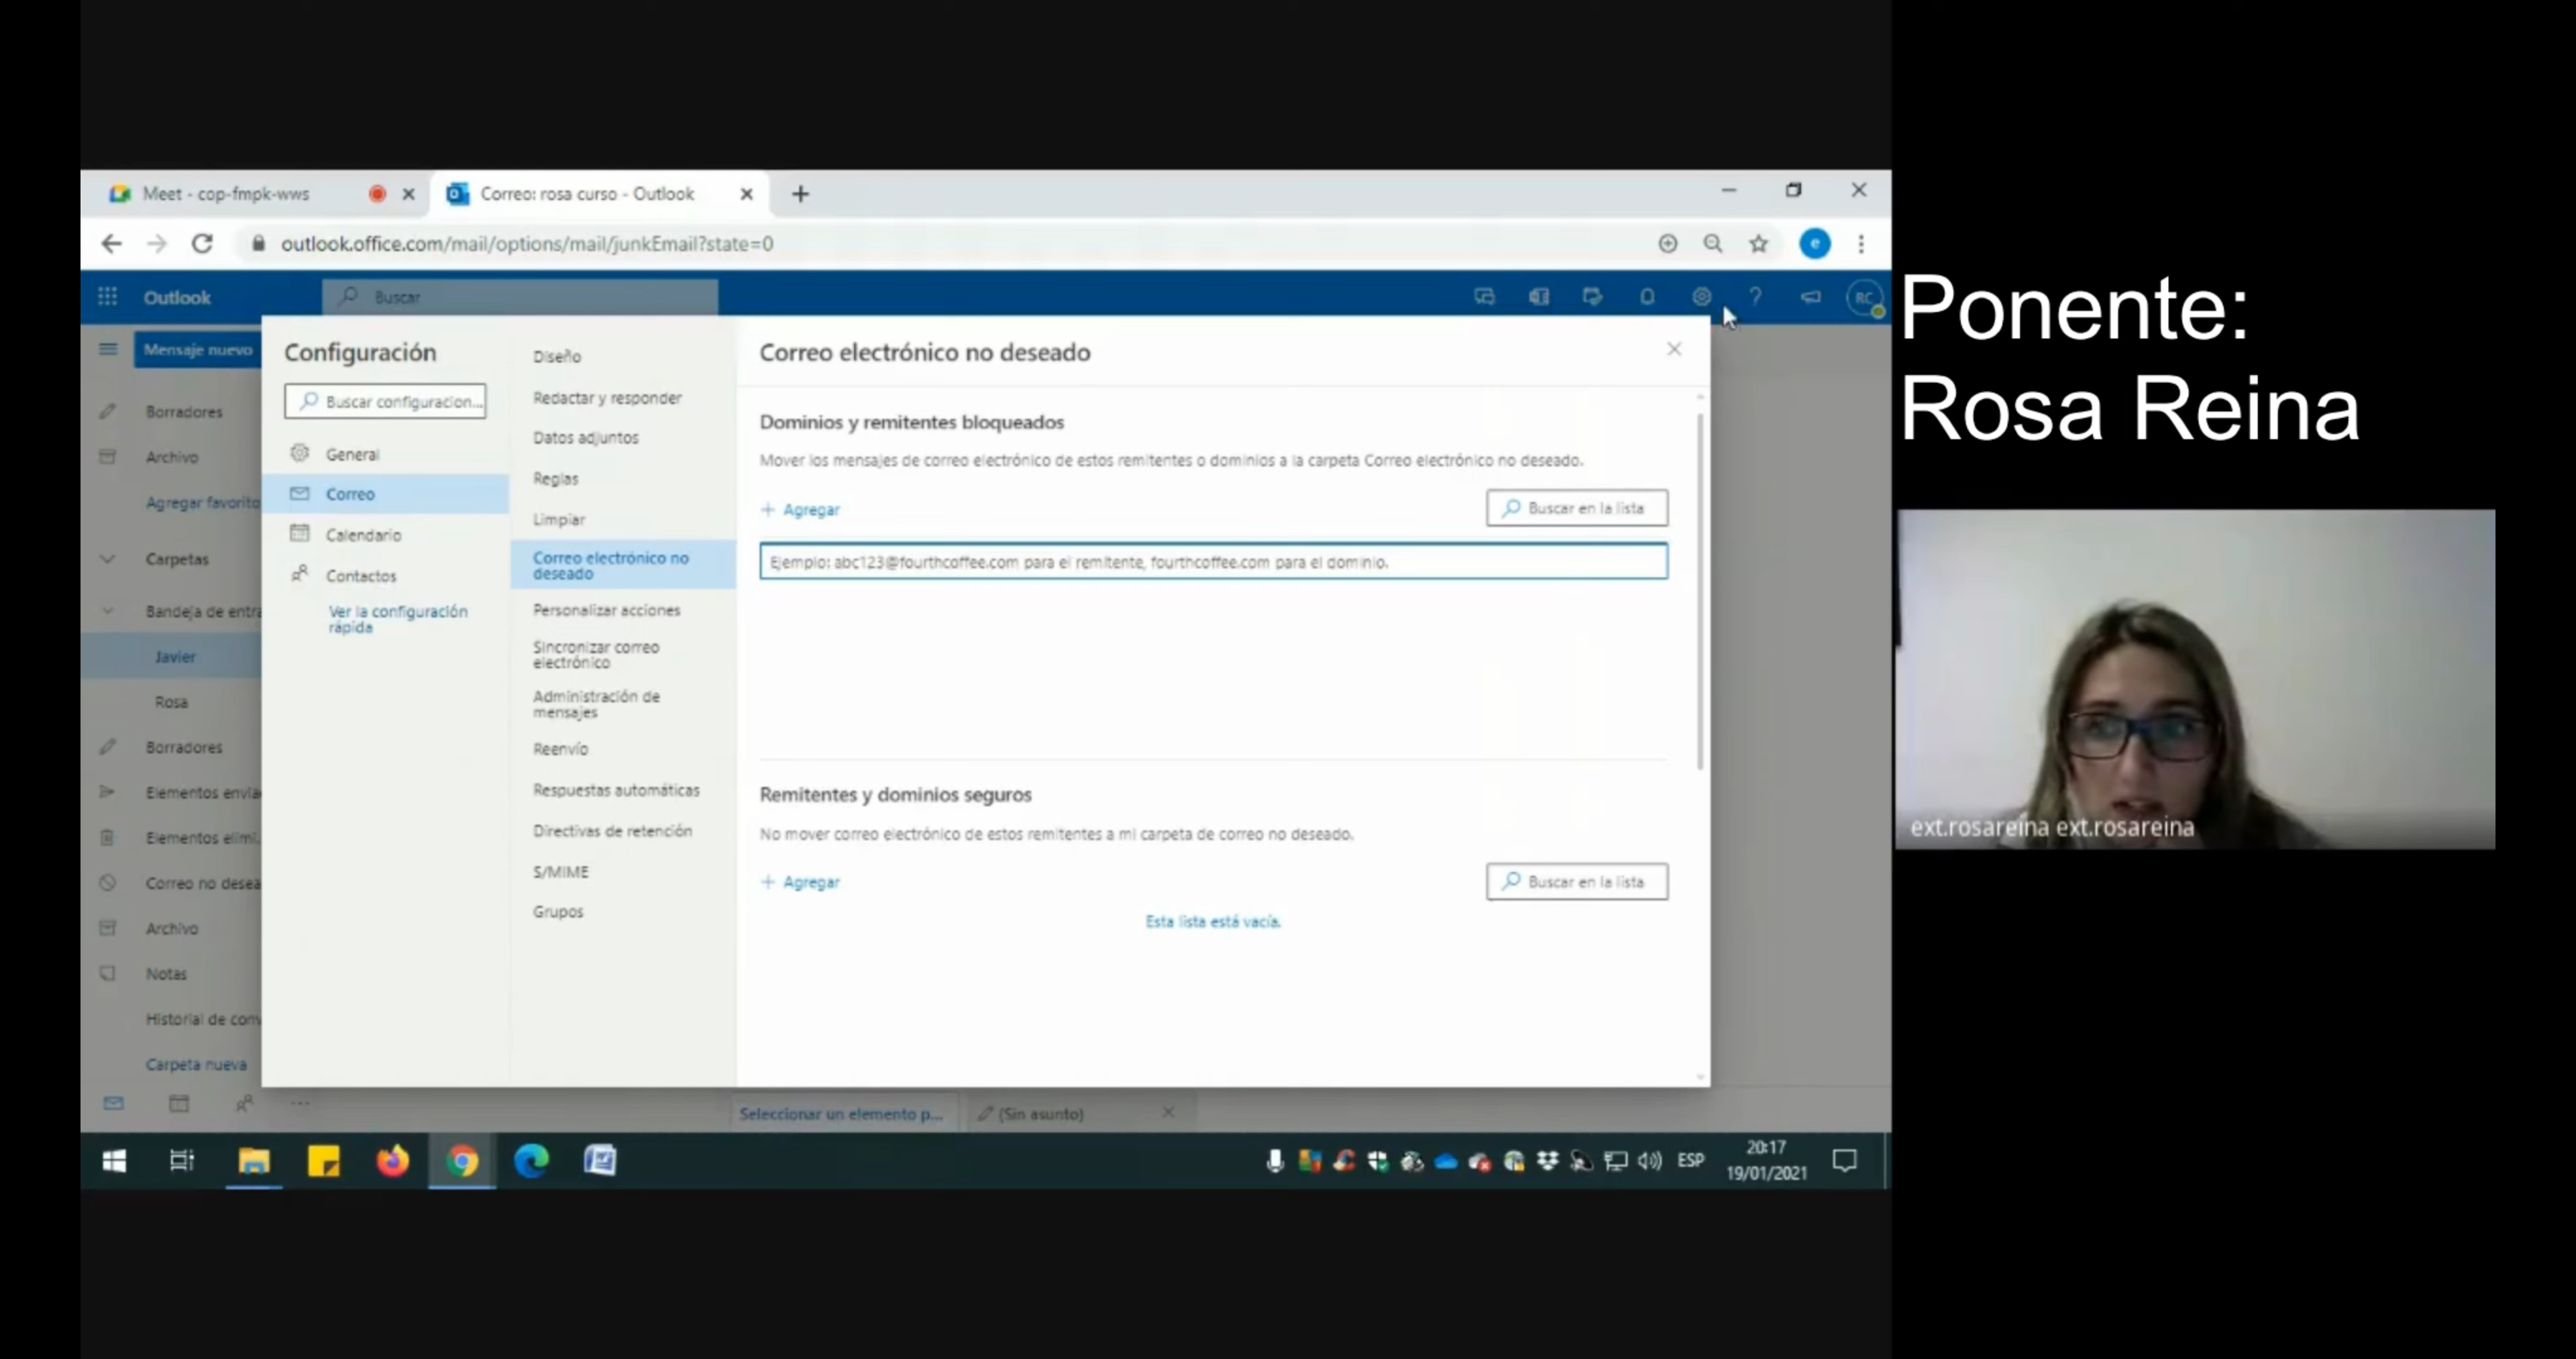 Meet - cop-fmpk-wws
Correo: rosa curso - Outlook
outlook.office.com/mail/options/mail/junkEmail?state=0
e
Outlook
Buscar
RC
Mensaje nuevo
Borradores
Archivo
Agregar favorito
Carpetas
Bandeja de entra
Javier
Rosa
Borradores
Elementos envia
Elementos elimi.
Correo no desea
Archivo
Notas
Historial de conv
Carpeta nueva
Configuración
Buscar configuracion...
General
Correo
Calendario
Contactos
Ver la configuración
rápida
Diseño
Redactar y responder
Datos adjuntos
Reglas
Limpiar
Correo electrónico no
deseado
Personalizar acciones
Sincronizar correo
electrónico
Administración de
mensajes
Reenvío
Respuestas automáticas
Directivas de retención
S/MIME
Grupos
Correo electrónico no deseado
Dominios y remitentes bloqueados
Mover los mensajes de correo electrónico de estos remitentes o dominios a la carpeta Correo electrónico no deseado.
Agregar
Buscar en la lista
Ejemplo: abc123@fourthcoffee.com para el remitente, fourthcoffee.com para el dominio.
Remitentes y dominios seguros
No mover correo electrónico de estos remitentes a mi carpeta de correo no deseado.
Agregar
Buscar en la lista
Esta lista está vacía.
Seleccionar un elemento p...
(Sin asunto)
ESP
20:17
19/01/2021
Ponente:
Rosa Reina
ext.rosareina ext.rosareina